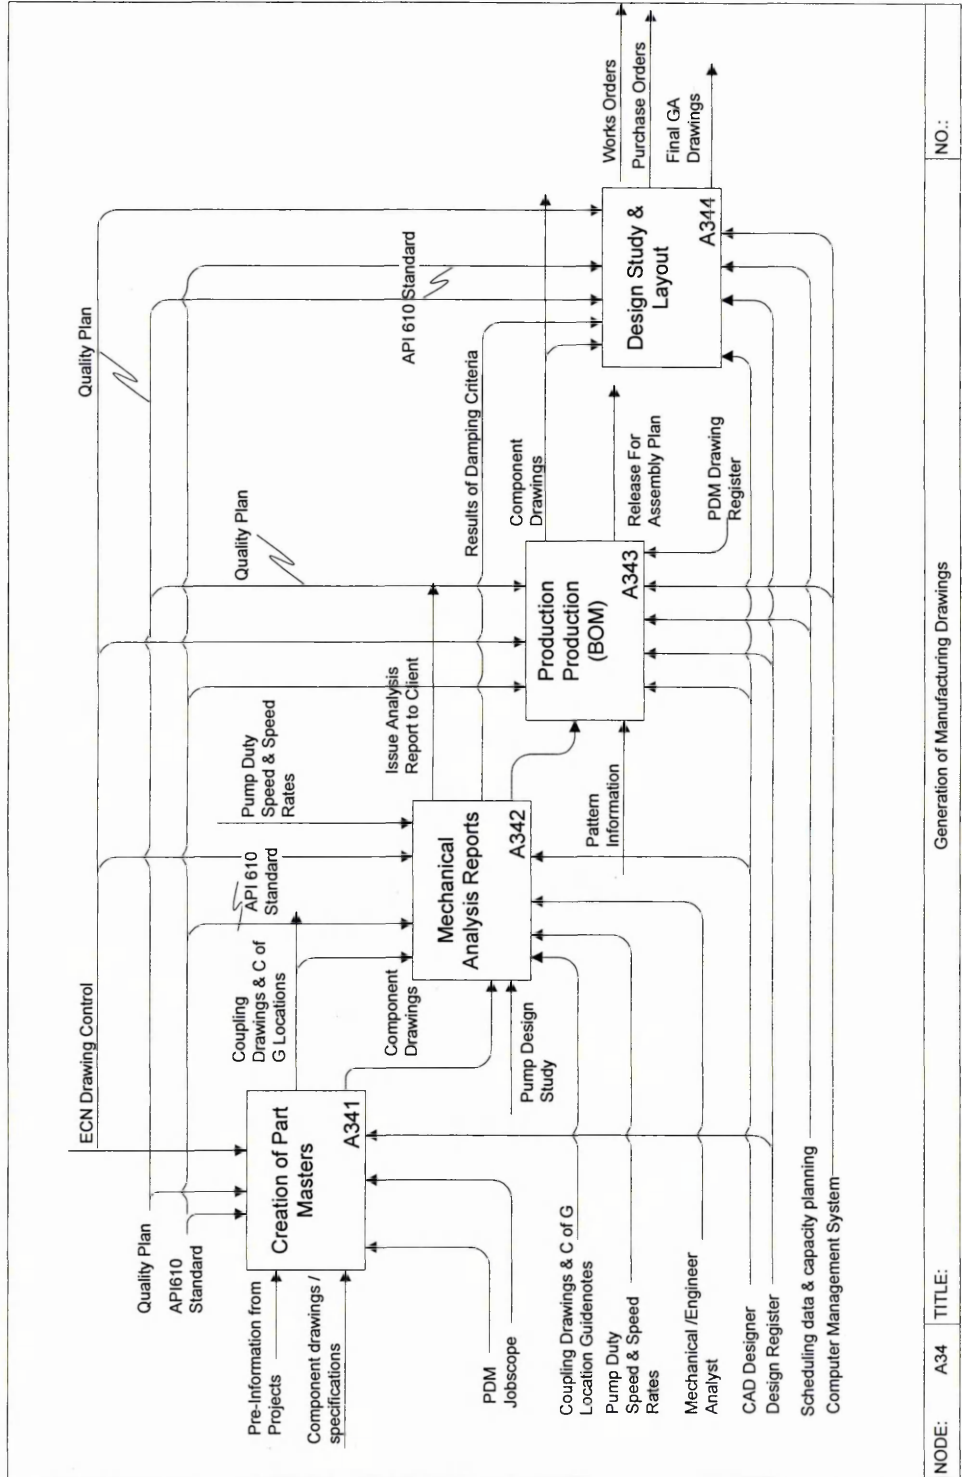 ECN Drawing Control
Quality Plan
API610
Standard
Pre-Information from
Projects
Component drawings /
specifications
Creation of Part
Masters
A341
PDM
Jobscope
Coupling
Drawings & C of
G Locations
Component
Drawings
API 610
Standard
Pump Duty
Speed & Speed
Rates
Mechanical
Analysis Reports
A342
Pump Design
Study
Coupling Drawings & C of G
Location Guidenotes
Pump Duty
Speed & Speed
Rates
Mechanical /Engineer
Analyst
CAD Designer
Design Register
Scheduling data & capacity planning
Computer Management System
Issue Analysis
Report to Client
Quality Plan
Results of Damping Criteria
Pattern
Information
Production
Production
(BOM)
A343
Component
Drawings
Release For
Assembly Plan
PDM Drawing
Register
Quality Plan
API 610 Standard
Design Study &
Layout
A344
Works Orders
Purchase Orders
Final GA
Drawings
NODE:
A34
TITLE:
Generation of Manufacturing Drawings
NO.: